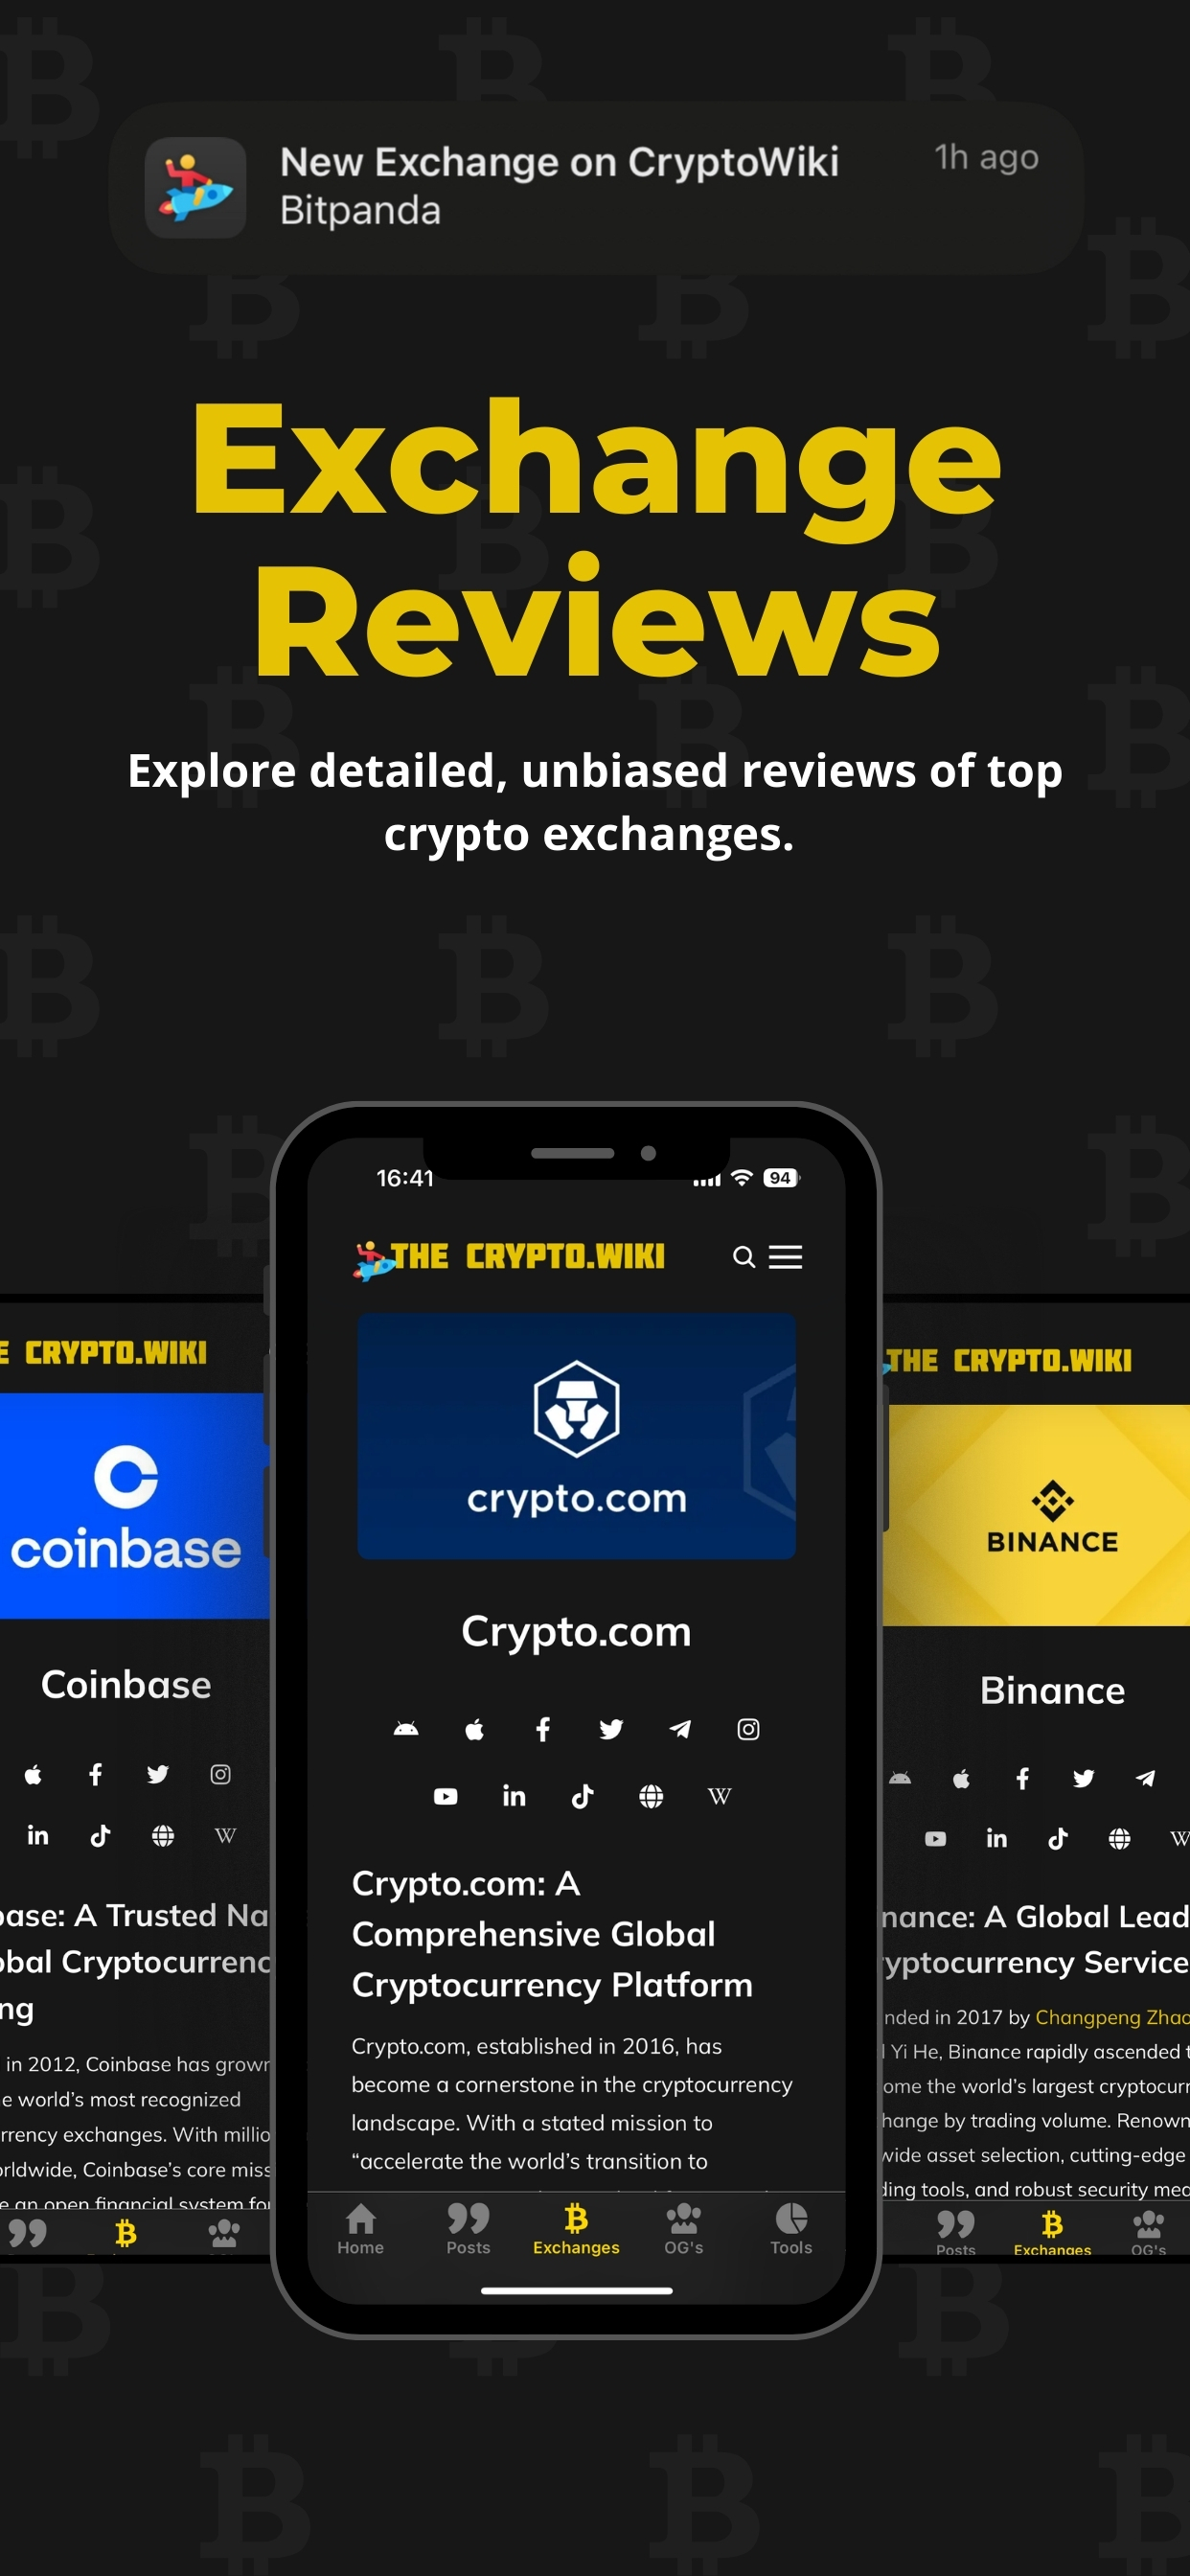 New Exchange on CryptoWiki
1h ago
Bitpanda
Exchange
Reviews
Explore detailed, unbiased reviews of top
crypto exchanges.
16:41
94
THE CRYPTO.WIKI
crypto.com
Crypto.com
Crypto.com: A
Comprehensive Global
Cryptocurrency Platform
Crypto.com, established in 2016, has
become a cornerstone in the cryptocurrency
landscape. With a stated mission to
“accelerate the world’s transition to
Home
Posts
Exchanges
OG's
Tools
CRYPTO.WIKI
coinbase
Coinbase
base: A Trusted Na
bal Cryptocurrenc
ng
in 2012, Coinbase has grown
e world’s most recognized
rrency exchanges. With millio
orldwide, Coinbase’s core miss
e an open financial system for
THE CRYPTO.WIKI
BINANCE
Binance
nance: A Global Lead
yptocurrency Service
nded in 2017 by Changpeng Zhao
Yi He, Binance rapidly ascended t
ome the world’s largest cryptocurr
hange by trading volume. Renown
wide asset selection, cutting-edge
ding tools, and robust security mea
Posts
Exchanges
OG's